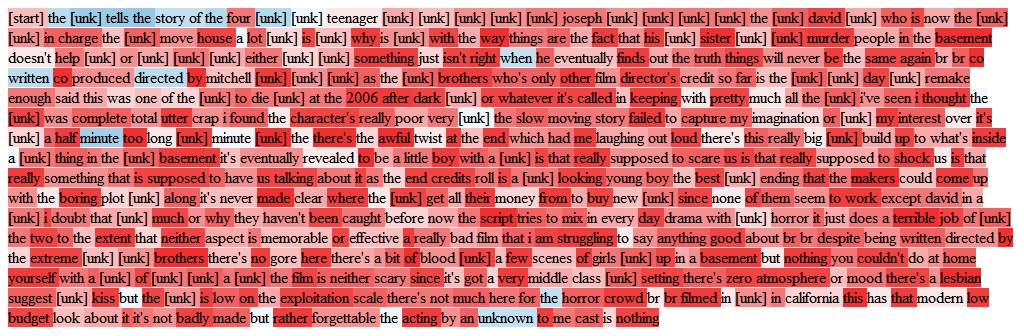 [start] the [unk] tells the story of the four [unk] [unk] teenager [unk] [unk] [unk] [unk] [unk] joseph [unk] [unk] [unk] [unk] the [unk] david [unk] who is now the [unk]
[unk] in charge the [unk] move house a lot [unk] is [unk] why is [unk] with the way things are the fact that his [unk] sister [unk] [unk] murder people in the basement
doesn't help [unk] or [unk] [unk] either [unk] [unk] something just isn't right when he eventually finds out the truth things will never be the same again br br co
written co produced directed by mitchell [unk] [unk] [unk] as the [unk] brothers who's only other film director's credit so far is the [unk] [unk] day [unk] remake
enough said this was one of the [unk] to die [unk] at the 2006 after dark [unk] or whatever it's called in keeping with pretty much all the [unk] i've seen i thought the
[unk] was complete total utter crap i found the character's really poor very [unk] the slow moving story failed to capture my imagination or [unk] my interest over it's
[unk] a half minute too long [unk] minute [unk] the there's the awful twist at the end which had me laughing out loud there's this really big [unk] build up to what's inside
a [unk] thing in the [unk] basement it's eventually revealed to be a little boy with a [unk] is that really supposed to scare us is that really supposed to shock us is that
really something that is supposed to have us talking about it as the end credits roll is a [unk] looking young boy the best [unk] ending that the makers could come up
with the boring plot [unk] along it's never made clear where the [unk] get all their money from to buy new [unk] since none of them seem to work except david in a
[unk] i doubt that [unk] much or why they haven't been caught before now the script tries to mix in every day drama with [unk] horror it just does a terrible job of [unk]
the two to the extent that neither aspect is memorable or effective a really bad film that i am struggling to say anything good about br br despite being written directed by
the extreme [unk] [unk] brothers there's no gore here there's a bit of blood [unk] a few scenes of girls [unk] up in a basement but nothing you couldn't do at home
yourself with a [unk] of [unk] [unk] a [unk] the film is neither scary since it's got a very middle class [unk] setting there's zero atmosphere or mood there's a lesbian
suggest [unk] kiss but the [unk] is low on the exploitation scale there's not much here for the horror crowd br br filmed in [unk] in california this has that modern low
budget look about it it's not badly made but rather forgettable the acting by an unknown to me cast is nothing